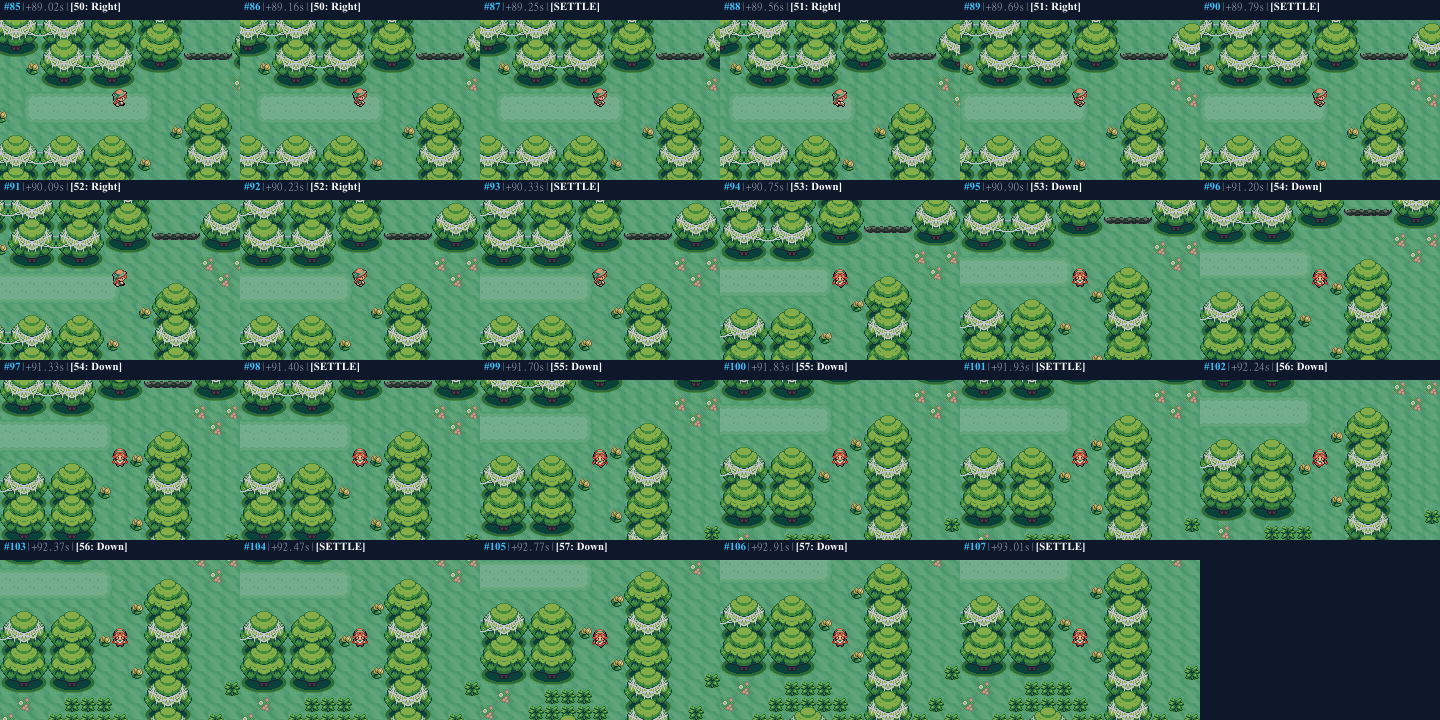 #85|+89.02s|[50: Right] #86|+89.16s|[50: Right] #87|+89.25s|[SETTLE] #88|+89.56s|[51: Right] #89|+89.69s|[51: Right] #90|+89.79s|[SETTLE]
#91|+90.09s|[52: Right] #92|+90.23s|[52: Right] #93|+90.33s|[SETTLE] #94|+90.75s|[53: Down] #95|+90.90s|[53: Down] #96|+91.20s|[54: Down]
#97|+91.33s|[54: Down] #98|+91.40s|[SETTLE] #99|+91.70s|[55: Down] #100|+91.83s|[55: Down] #101|+91.93s|[SETTLE] #102|+92.24s|[56: Down]
#103|+92.37s|[56: Down] #104|+92.47s|[SETTLE] #105|+92.77s|[57: Down] #106|+92.91s|[57: Down] #107|+93.01s|[SETTLE]